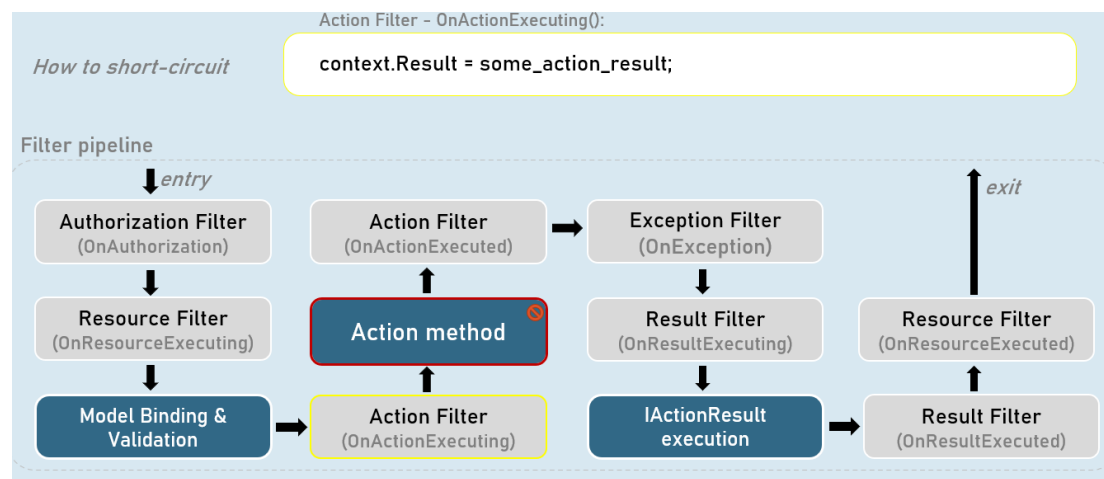 Action Filter - OnActionExecuting():
How to short-circuit
context.Result = some_action_result;
Filter pipeline
entry
Authorization Filter
(OnAuthorization)
Resource Filter
(OnResourceExecuting)
Model Binding &
Validation
Action Filter
(OnActionExecuting)
Action method
Action Filter
(OnActionExecuted)
Exception Filter
(OnException)
Result Filter
(OnResultExecuting)
IActionResult
execution
Result Filter
(OnResultExecuted)
Resource Filter
(OnResourceExecuted)
exit